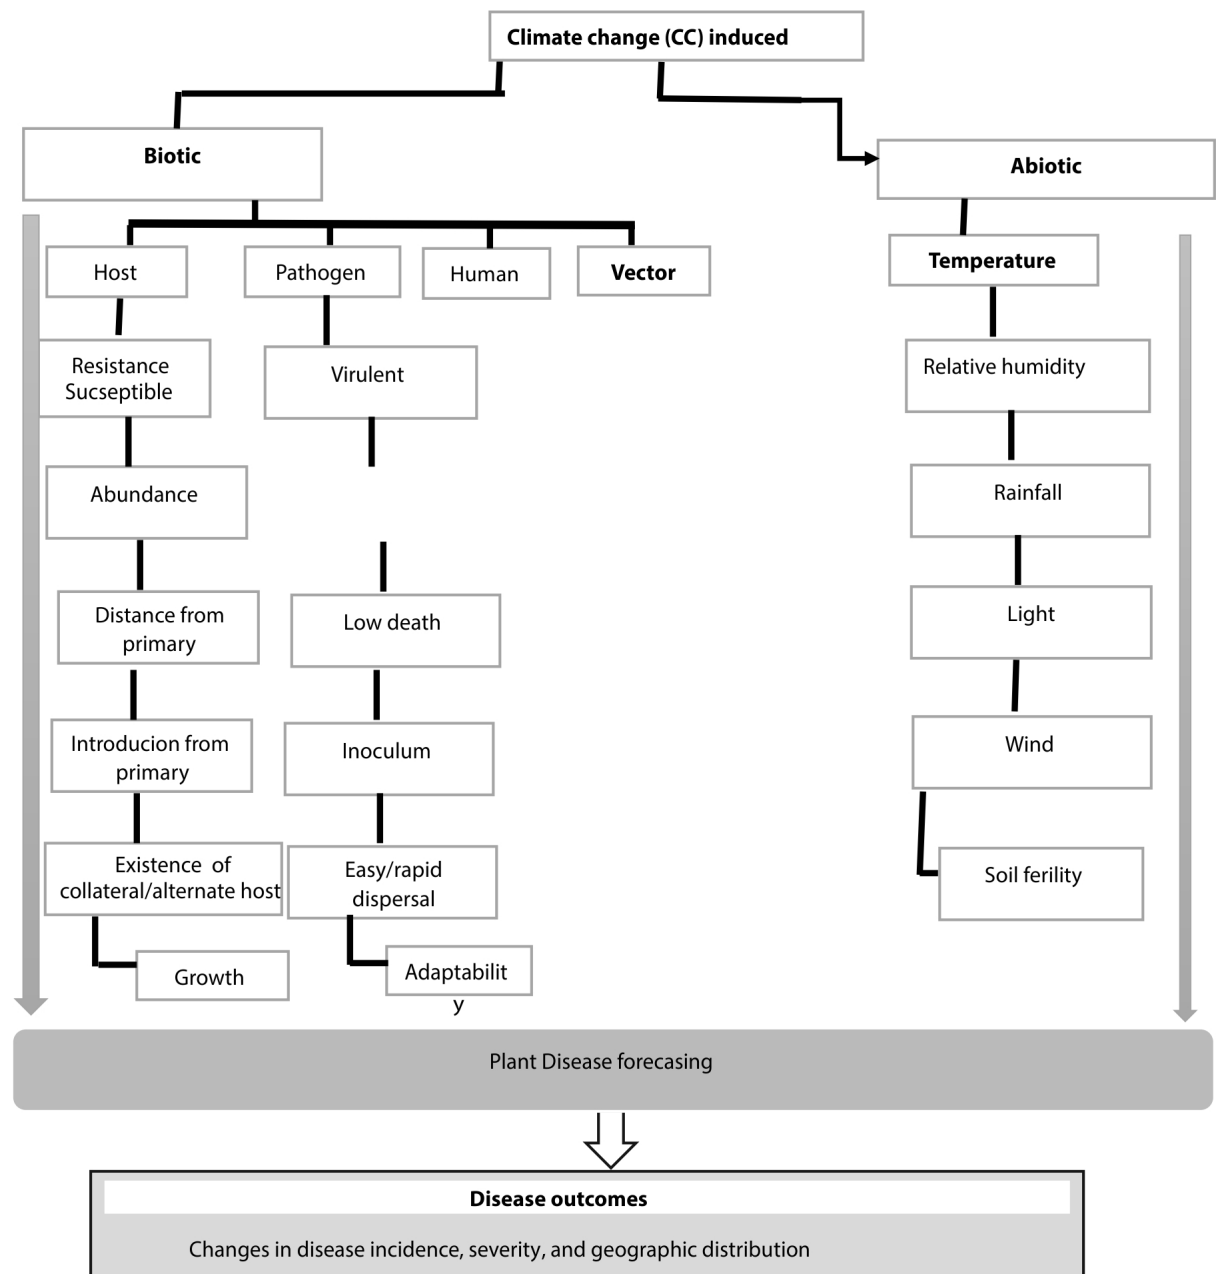 Climate change (CC) induced
Biotic
Abiotic
Host
Pathogen
Human
Vector
Temperature
Resistance
Sucseptible
Virulent
Relative humidity
Abundance
Rainfall
Distance from
primary
Low death
Light
Introducion from
primary
Inoculum
Wind
Existence of
collateral/alternate host
Easy/rapid
dispersal
Soil ferility
Growth
Adaptabilit
y
Plant Disease forecasing
Disease outcomes
Changes in disease incidence, severity, and geographic distribution